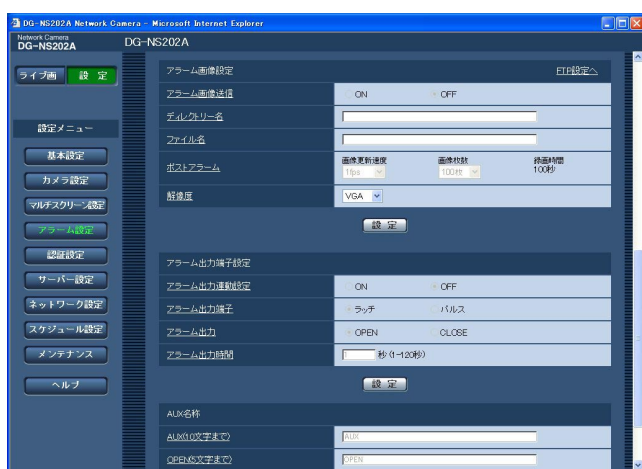 DG-NS202A Network Camera - Microsoft Internet Explorer
Network Camera
DG-NS202A
DG-NS202A
ライブ画
設 定
設定メニュー
基本設定
カメラ設定
マルチスクリーン設定
アラーム設定
認証設定
サーバー設定
ネットワーク設定
スケジュール設定
メンテナンス
ヘルプ
アラーム画像設定
FTP設定へ
アラーム画像送信
ON
OFF
ディレクトリー名
ファイル名
ポストアラーム
画像更新速度
画像枚数
録画時間
1fps
100枚
100秒
解像度
VGA
設 定
アラーム出力端子設定
アラーム出力連動設定
ON
OFF
アラーム出力端子
ラッチ
パルス
アラーム出力
OPEN
CLOSE
アラーム出力時間
1
秒(1-120秒)
設 定
AUX名称
AUX(10文字まで)
AUX
OPEN(5文字まで)
OPEN